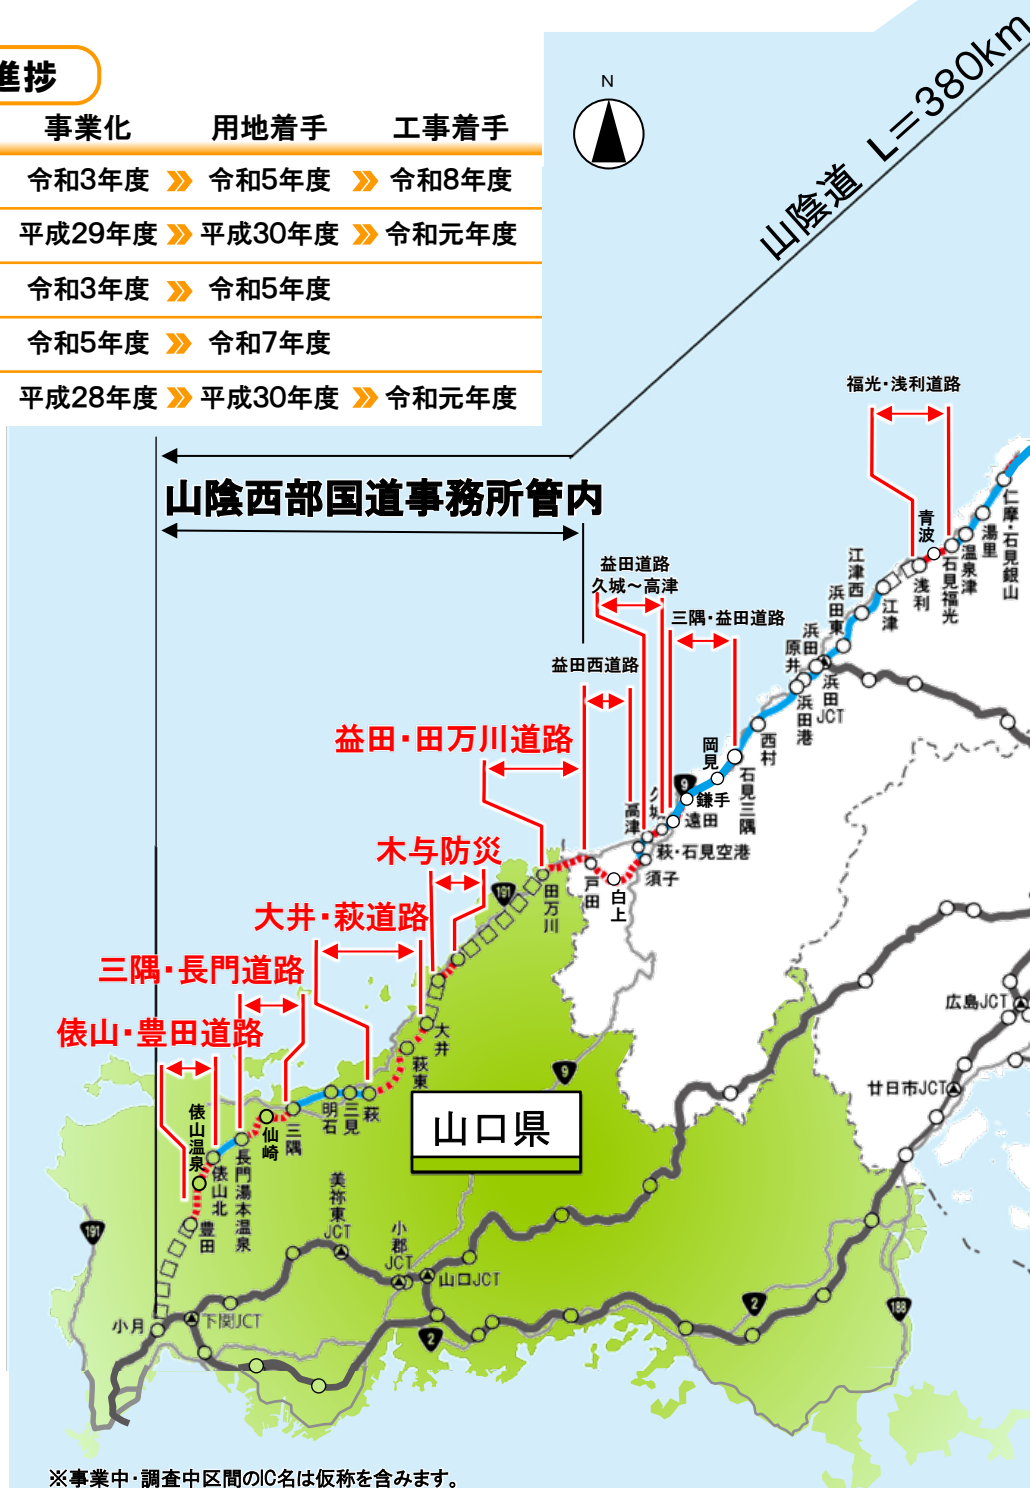 進捗
事業化 用地着手 工事着手
令和3年度 令和5年度 令和8年度
平成29年度 平成30年度 令和元年度
令和3年度 令和5年度
令和5年度 令和7年度
平成28年度 平成30年度 令和元年度
N
山陰道 L=380km
山陰西部国道事務所管内
福光・浅利道路
益田道路
久城~高津
三隅・益田道路
益田西道路
益田・田万川道路
木与防災
大井・萩道路
三隅・長門道路
俵山・豊田道路
仁摩・石見銀山
湯里
温泉津
石見福光
青波
浅利
江津
江津西
浜田東
浜田
浜田JCT
原井
浜田港
西村
石見三隅
岡見
9
鎌手
遠田
久城
高津
萩・石見空港
須子
白上
戸田
田万川
191
大井
萩東
萩
三見
明石
三隅
仙崎
長門湯本温泉
俵山北
俵山温泉
豊田
小月
下関JCT
美祢東JCT
小郡JCT
山口JCT
山口県
9
191
2
2
188
広島JCT
廿日市JCT
※事業中・調査中区間のIC名は仮称を含みます。